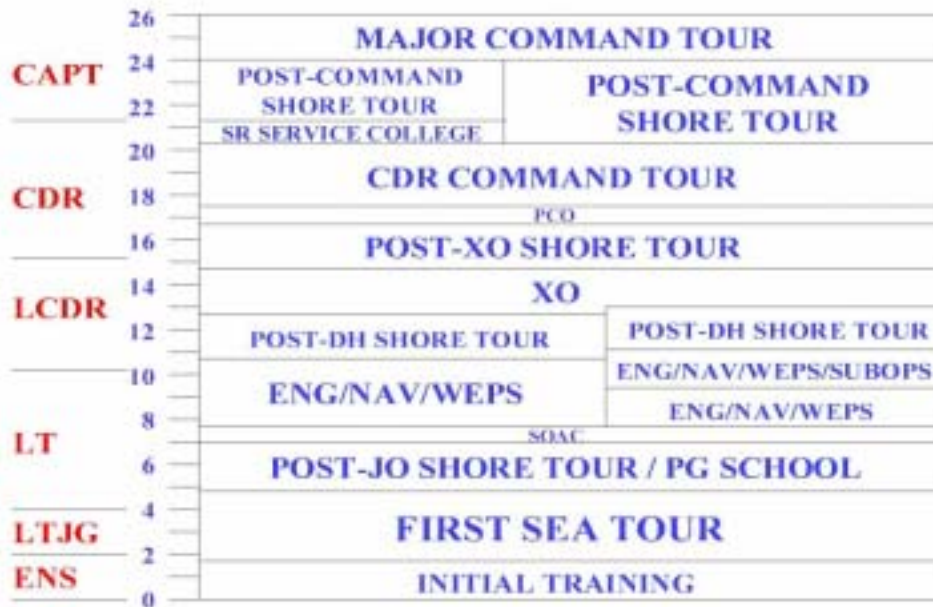 26
MAJOR COMMAND TOUR
24
CAPT
POST-COMMAND
SHORE TOUR
POST-COMMAND
SHORE TOUR
22
SR SERVICE COLLEGE
20
CDR COMMAND TOUR
CDR
18
PCO
16
POST-XO SHORE TOUR
14
XO
LCDR
12
POST-DH SHORE TOUR
POST-DH SHORE TOUR
10
ENG/NAV/WEPS
ENG/NAV/WEPS/SUBOPS
8
ENG/NAV/WEPS
LT
SOAC
6
POST-JO SHORE TOUR / PG SCHOOL
4
LTJG
FIRST SEA TOUR
2
ENS
INITIAL TRAINING
0